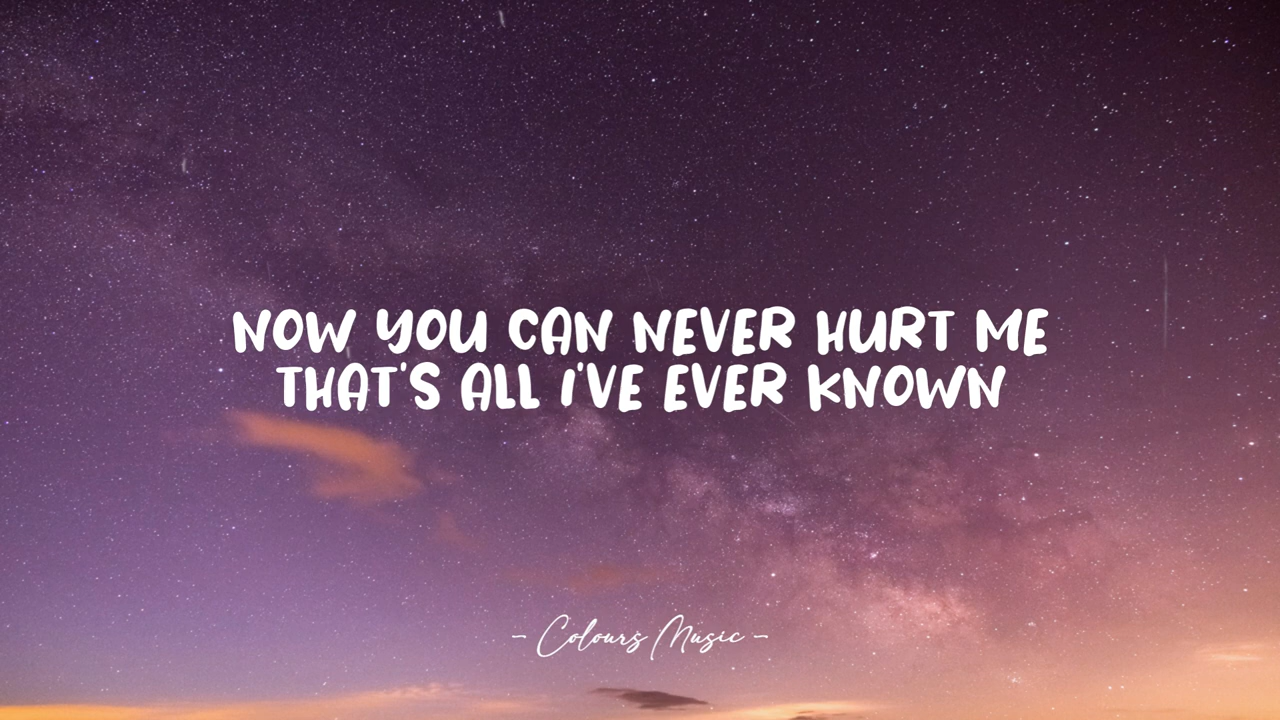 NOW YOU CAN NEVER HURT ME
THAT'S ALL I'VE EVER KNOWN
- Colours Music -